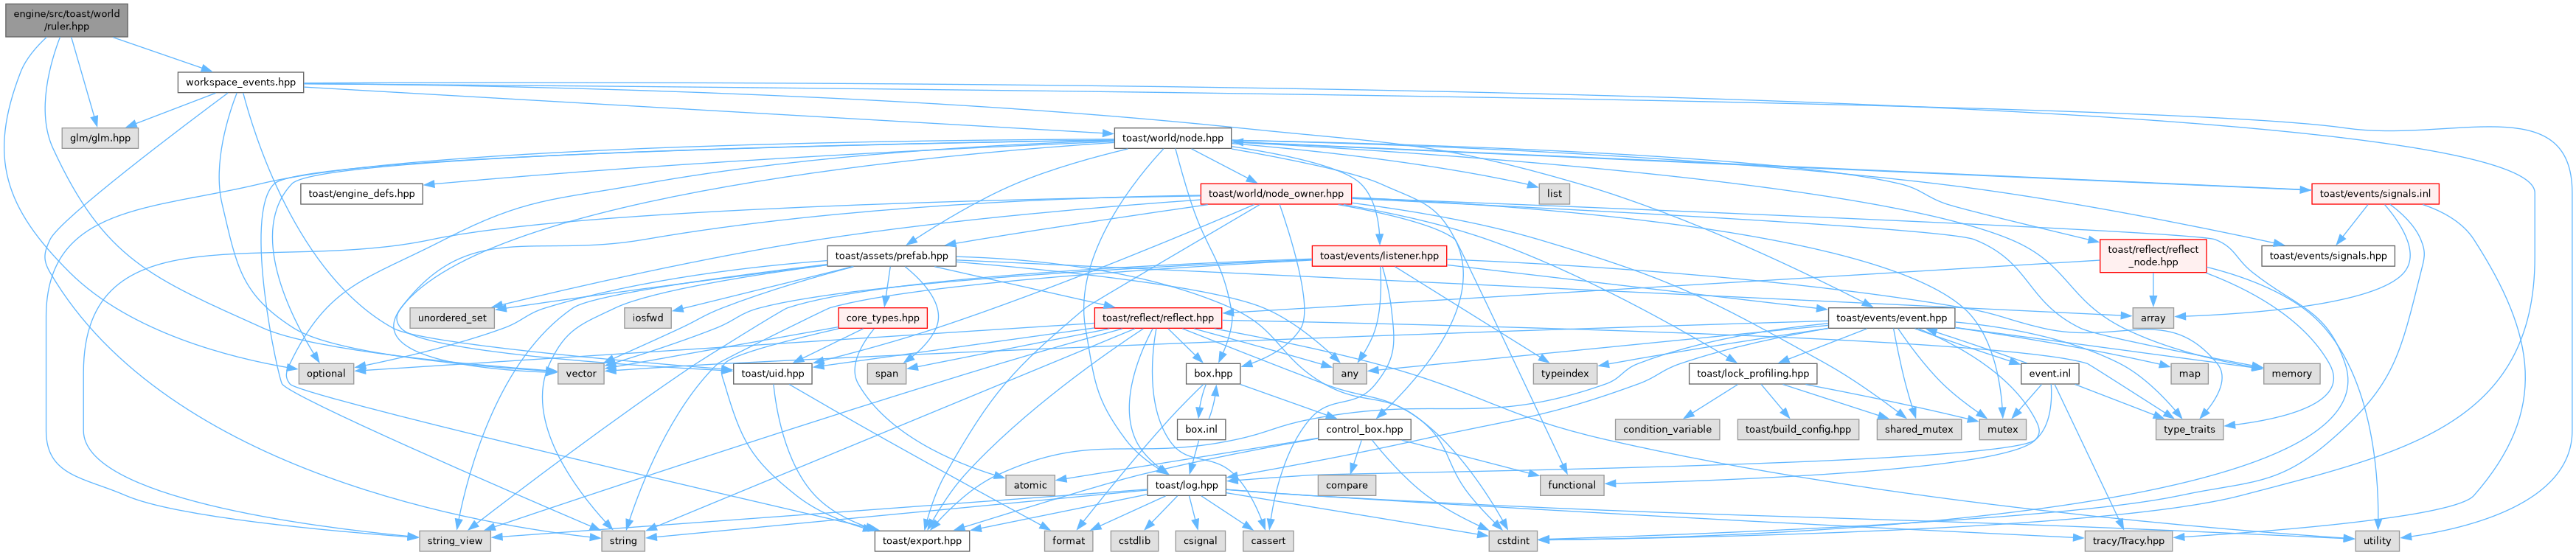 engine/src/toast/world
/ruler.hpp
workspace_events.hpp
glm/glm.hpp
toast/world/node.hpp
toast/engine_defs.hpp
toast/world/node_owner.hpp
list
toast/events/signals.inl
toast/assets/prefab.hpp
toast/events/listener.hpp
toast/reflect/reflect
_node.hpp
toast/events/signals.hpp
unordered_set
iosfwd
core_types.hpp
toast/reflect/reflect.hpp
toast/events/event.hpp
array
optional
vector
toast/uid.hpp
span
box.hpp
any
typeindex
toast/lock_profiling.hpp
event.inl
map
memory
box.inl
control_box.hpp
condition_variable
toast/build_config.hpp
shared_mutex
mutex
type_traits
atomic
toast/log.hpp
compare
functional
string_view
string
toast/export.hpp
format
cstdlib
csignal
cassert
cstdint
tracy/Tracy.hpp
utility